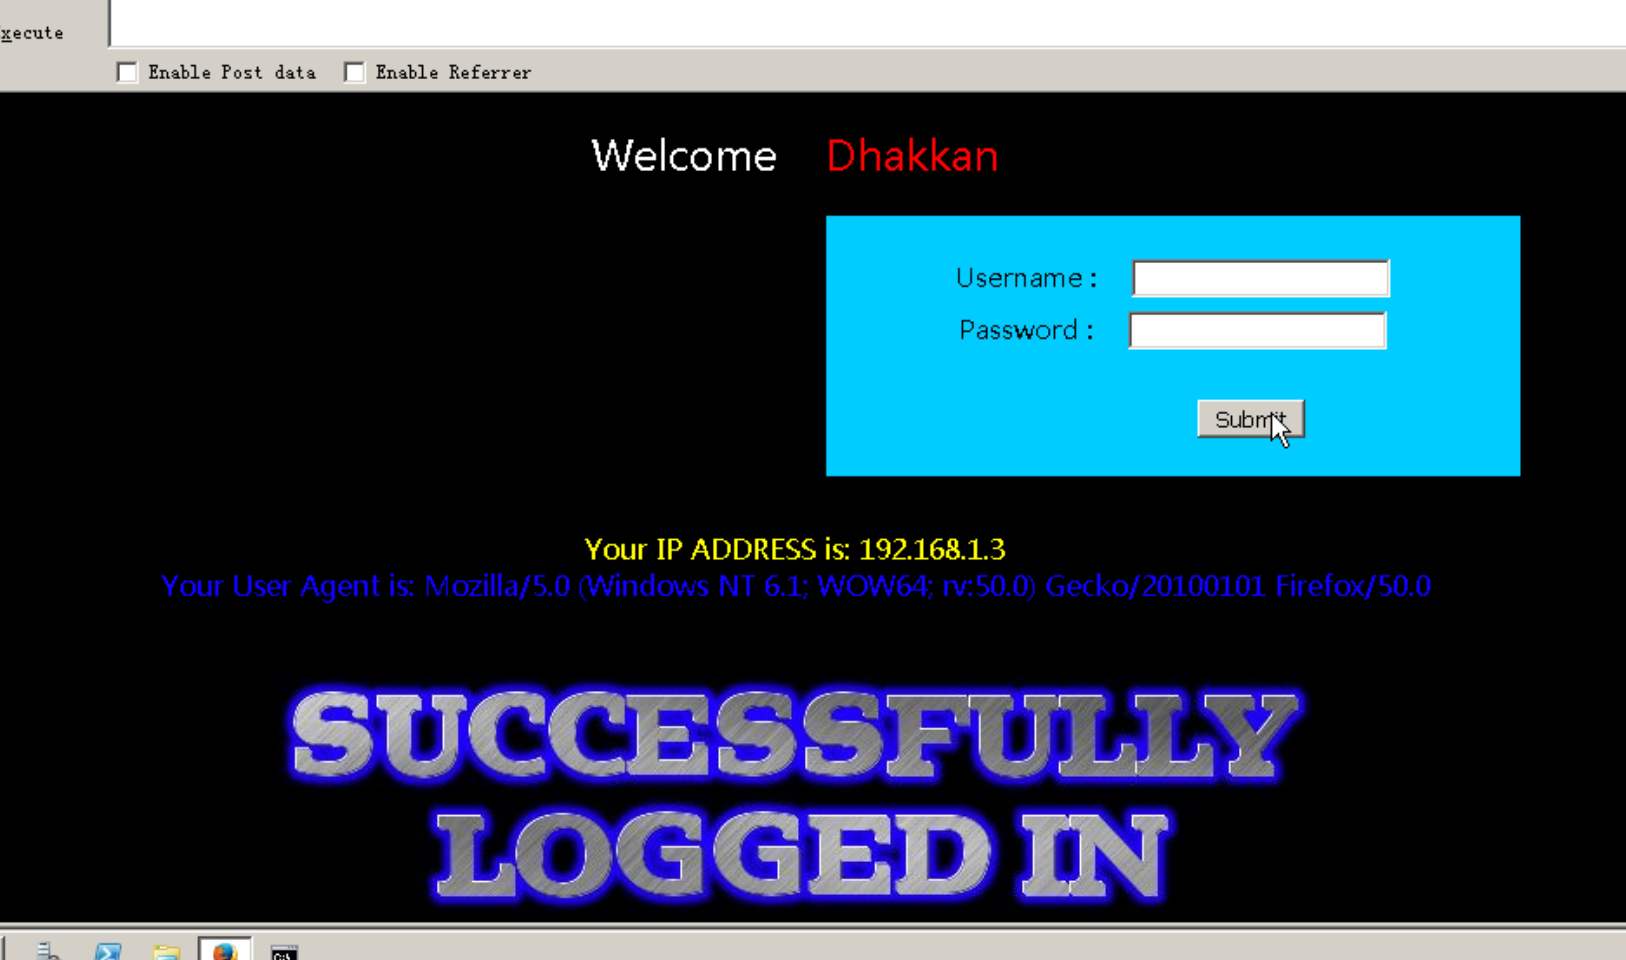 xecute
Enable Post data Enable Referrer
Welcome Dhakkan
Username :
Password :
Submit
Your IP ADDRESS is: 192.168.1.3
Your User Agent is: Mozilla/5.0 (Windows NT 6.1; WOW64; rv:50.0) Gecko/20100101 Firefox/50.0
SUCCESSFULLY
LOGGED IN
C:\